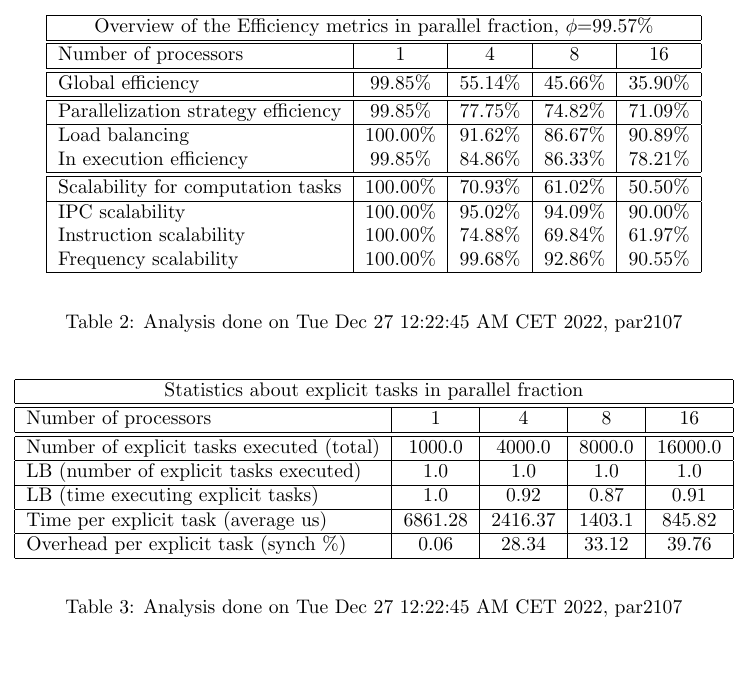 Overview of the Efficiency metrics in parallel fraction, ϕ=99.57%
Number of processors 1 4 8 16
Global efficiency 99.85% 55.14% 45.66% 35.90%
Parallelization strategy efficiency 99.85% 77.75% 74.82% 71.09%
Load balancing 100.00% 91.62% 86.67% 90.89%
In execution efficiency 99.85% 84.86% 86.33% 78.21%
Scalability for computation tasks 100.00% 70.93% 61.02% 50.50%
IPC scalability 100.00% 95.02% 94.09% 90.00%
Instruction scalability 100.00% 74.88% 69.84% 61.97%
Frequency scalability 100.00% 99.68% 92.86% 90.55%
Table 2: Analysis done on Tue Dec 27 12:22:45 AM CET 2022, par2107
Statistics about explicit tasks in parallel fraction
Number of processors 1 4 8 16
Number of explicit tasks executed (total) 1000.0 4000.0 8000.0 16000.0
LB (number of explicit tasks executed) 1.0 1.0 1.0 1.0
LB (time executing explicit tasks) 1.0 0.92 0.87 0.91
Time per explicit task (average us) 6861.28 2416.37 1403.1 845.82
Overhead per explicit task (synch %) 0.06 28.34 33.12 39.76
Table 3: Analysis done on Tue Dec 27 12:22:45 AM CET 2022, par2107